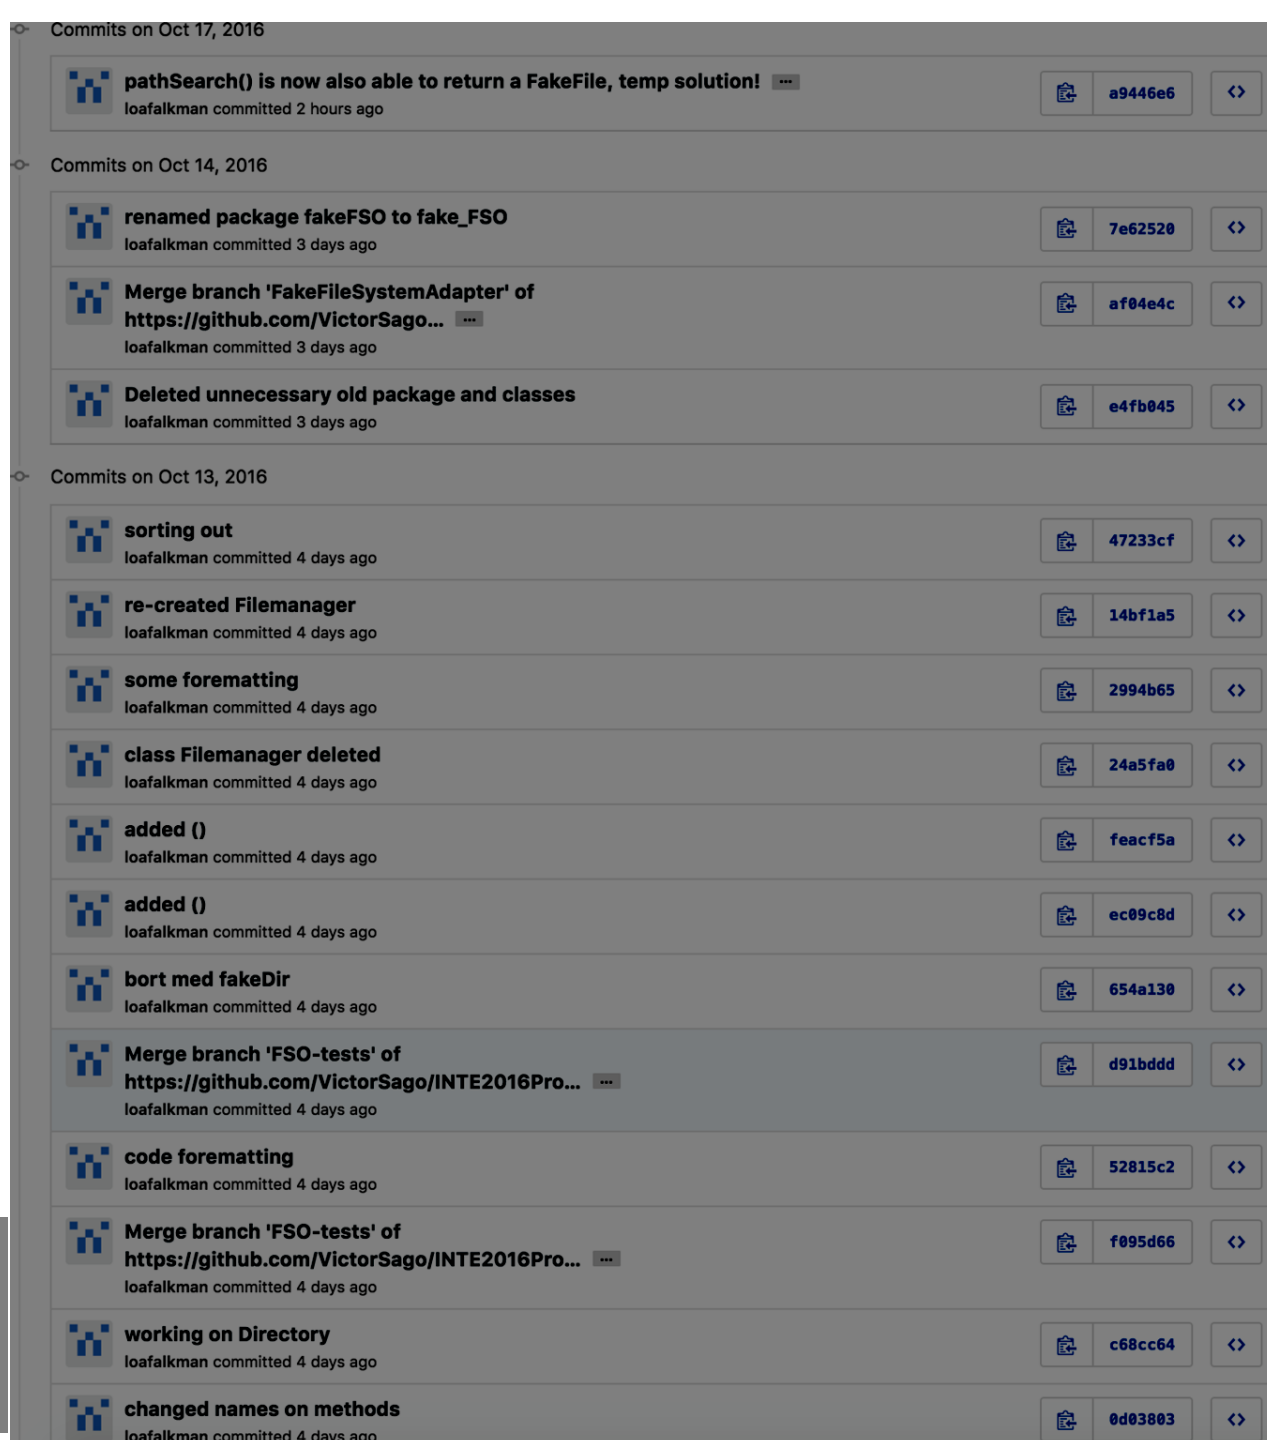 Commits on Oct 17, 2016
pathSearch() is now also able to return a FakeFile, temp solution! ...
loafalkman committed 2 hours ago
a9446e6
Commits on Oct 14, 2016
renamed package fakeFSO to fake_FSO
loafalkman committed 3 days ago
7e62520
Merge branch 'FakeFileSystemAdapter' of
https://github.com/VictorSago... ...
loafalkman committed 3 days ago
af04e4c
Deleted unnecessary old package and classes
loafalkman committed 3 days ago
e4fb045
Commits on Oct 13, 2016
sorting out
loafalkman committed 4 days ago
47233cf
re-created Filemanager
loafalkman committed 4 days ago
14bf1a5
some forematting
loafalkman committed 4 days ago
2994b65
class Filemanager deleted
loafalkman committed 4 days ago
24a5fa0
added ()
loafalkman committed 4 days ago
feacf5a
added ()
loafalkman committed 4 days ago
ec09c8d
bort med fakeDir
loafalkman committed 4 days ago
654a130
Merge branch 'FSO-tests' of
https://github.com/VictorSago/INTE2016Pro... ...
loafalkman committed 4 days ago
d91bddd
code forematting
loafalkman committed 4 days ago
52815c2
Merge branch 'FSO-tests' of
https://github.com/VictorSago/INTE2016Pro... ...
loafalkman committed 4 days ago
f095d66
working on Directory
loafalkman committed 4 days ago
c68cc64
changed names on methods
loafalkman committed 4 days ago
0d03803